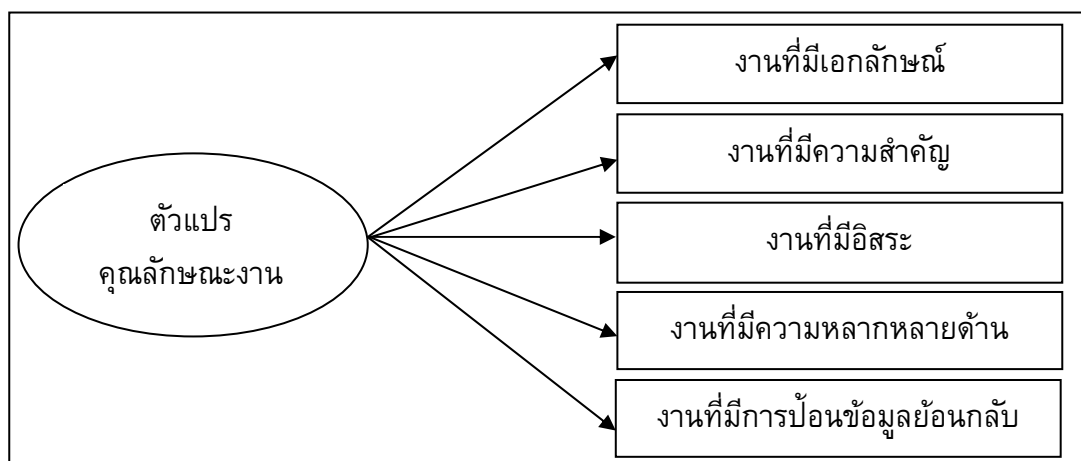 ตัวแปร
คุณลักษณะงาน
งานที่มีเอกลักษณ์
งานที่มีความสำคัญ
งานที่มีอิสระ
งานที่มีความหลากหลายด้าน
งานที่มีการป้อนข้อมูลย้อนกลับ